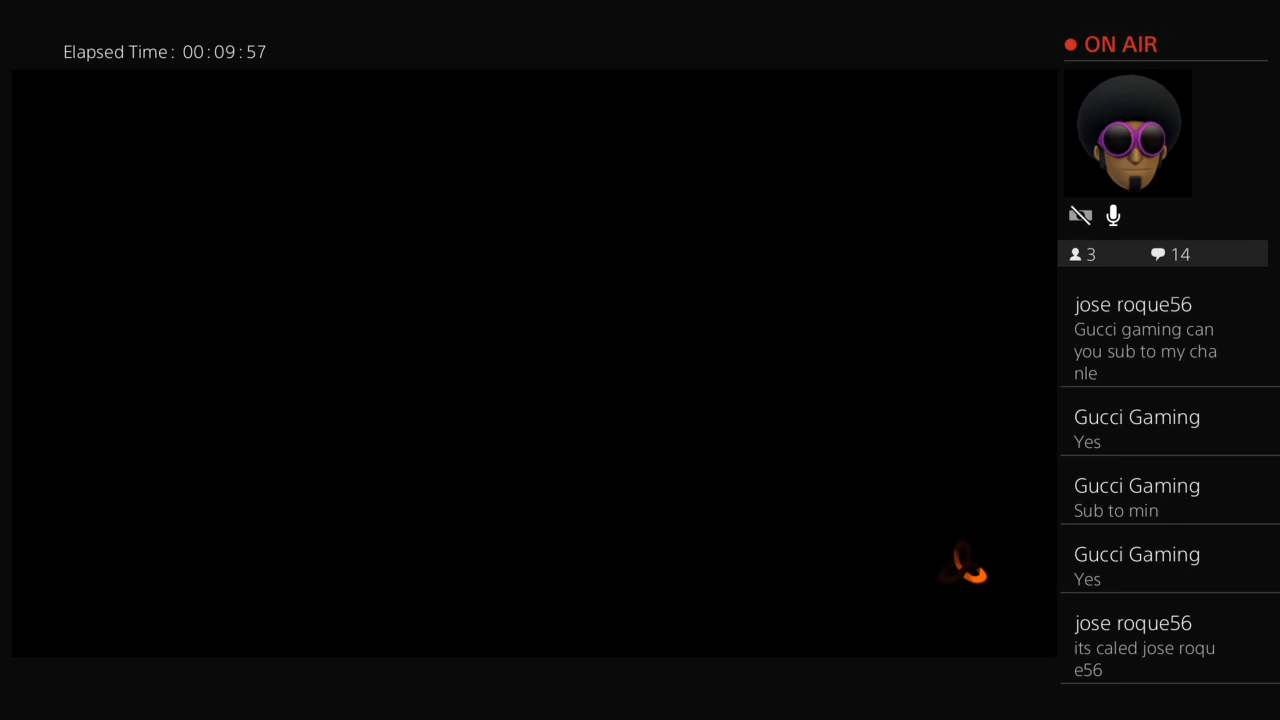 Elapsed Time: 00:09:57
ON AIR
3
14
jose roque56
Gucci gaming can
you sub to my cha
nle
Gucci Gaming
Yes
Gucci Gaming
Sub to min
Gucci Gaming
Yes
jose roque56
its caled jose roqu
e56